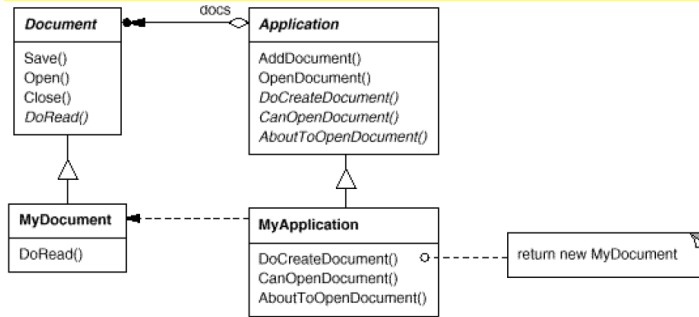 docs
Document
Save()
Open()
Close()
DoRead()
Application
AddDocument()
OpenDocument()
DoCreateDocument()
CanOpenDocument()
AboutToOpenDocument()
MyDocument
DoRead()
MyApplication
DoCreateDocument()
CanOpenDocument()
AboutToOpenDocument()
return new MyDocument